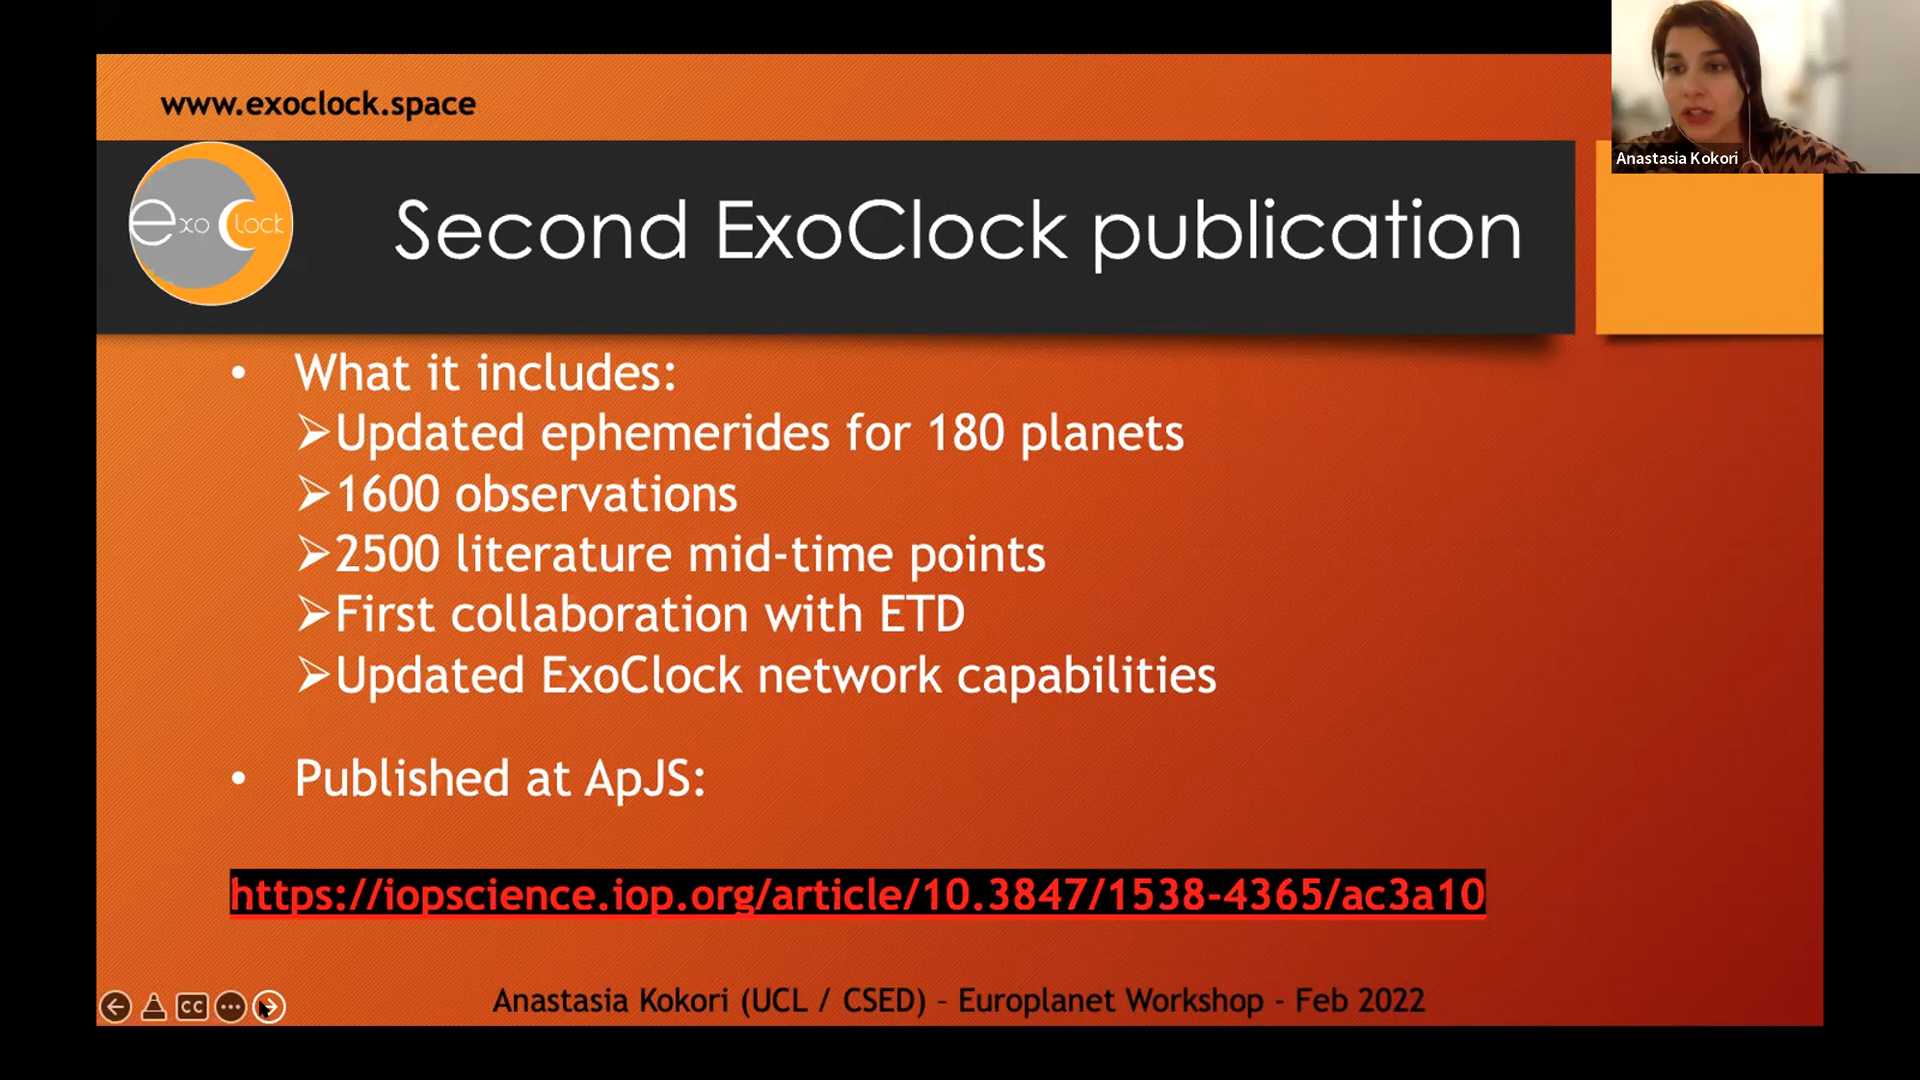 www.exoclock.space
Anastasia Kokori
exo Clock
Second ExoClock publication
• What it includes:
➢Updated ephemerides for 180 planets
➢1600 observations
➢2500 literature mid-time points
➢First collaboration with ETD
➢Updated ExoClock network capabilities
• Published at ApJS:
https://iopscience.iop.org/article/10.3847/1538-4365/ac3a10
CC
Anastasia Kokori (UCL / CSED) – Europlanet Workshop - Feb 2022